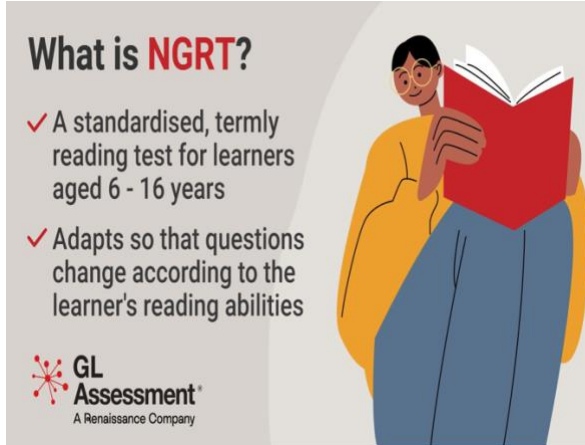 What is NGRT?
✓ A standardised, termly
reading test for learners
aged 6 - 16 years
✓ Adapts so that questions
change according to the
learner's reading abilities
GL
Assessment®
A Renaissance Company